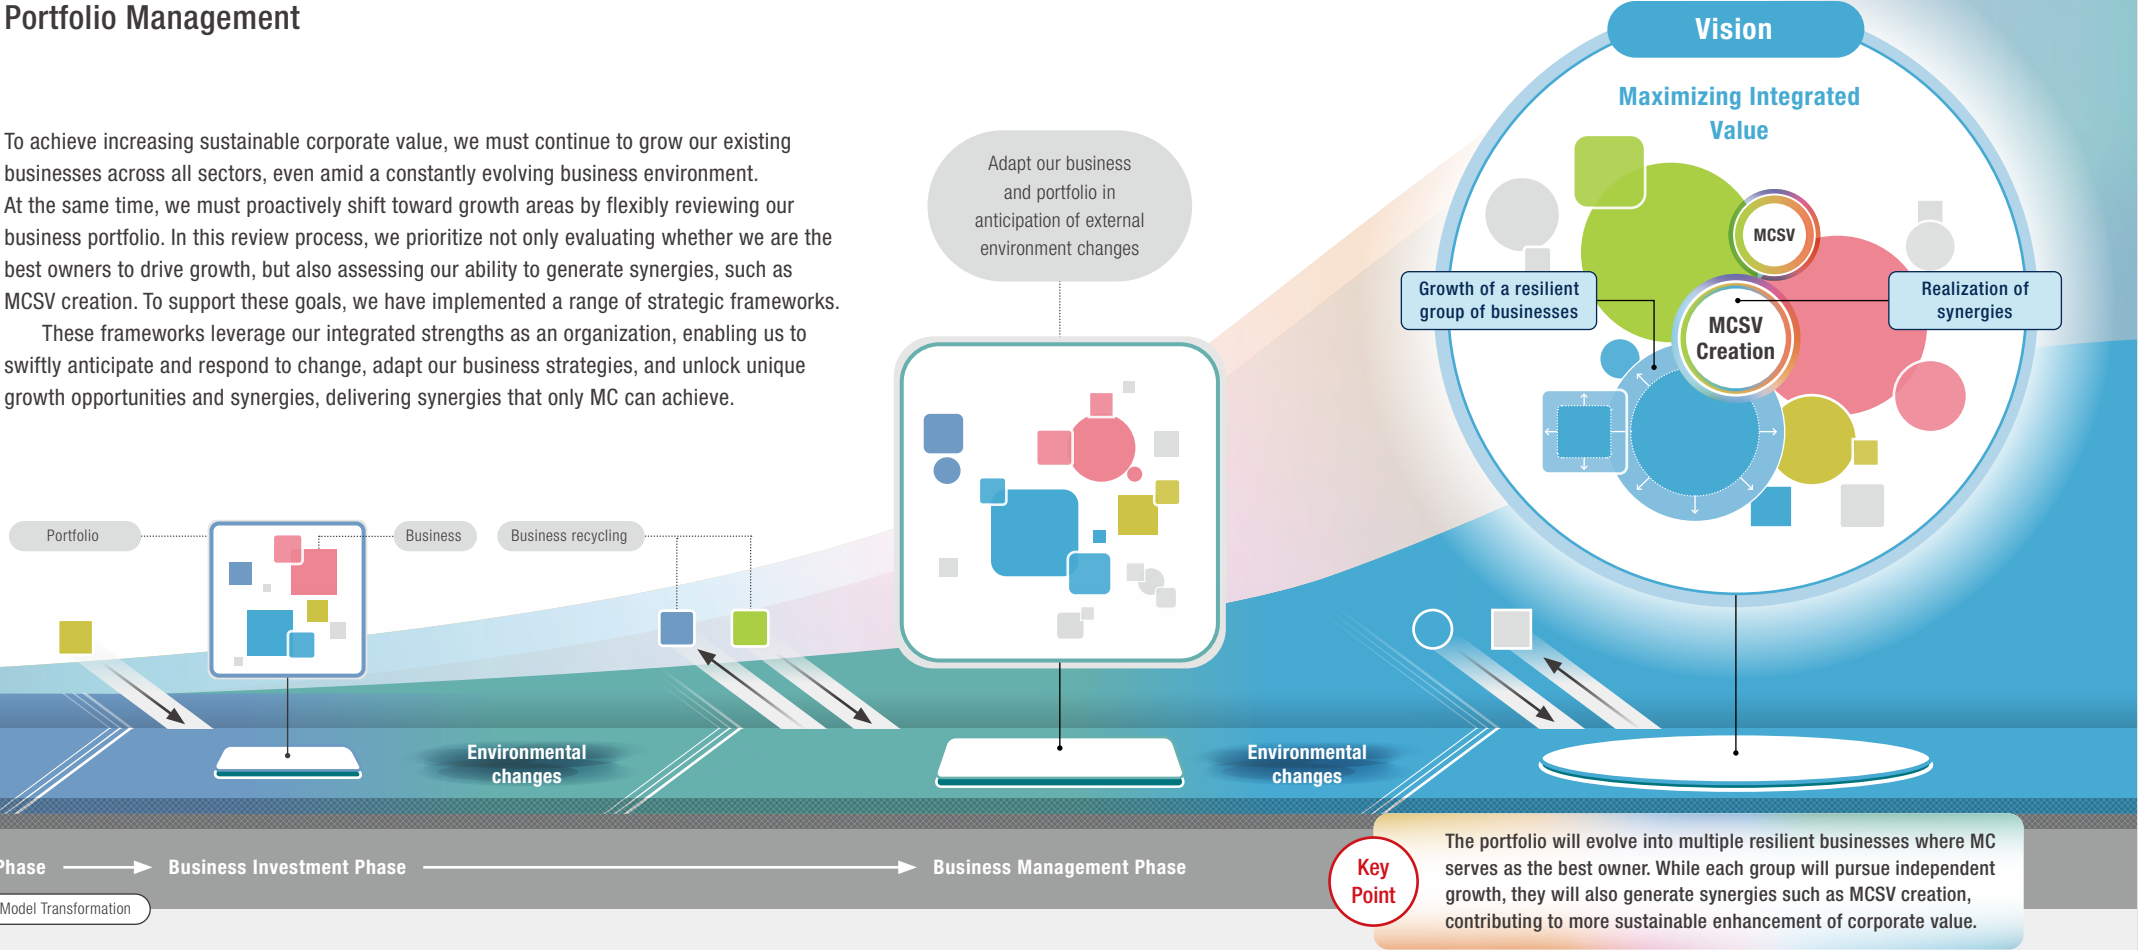 Portfolio Management
To achieve increasing sustainable corporate value, we must continue to grow our existing
businesses across all sectors, even amid a constantly evolving business environment.
At the same time, we must proactively shift toward growth areas by flexibly reviewing our
business portfolio. In this review process, we prioritize not only evaluating whether we are the
best owners to drive growth, but also assessing our ability to generate synergies, such as
MCSV creation. To support these goals, we have implemented a range of strategic frameworks.
These frameworks leverage our integrated strengths as an organization, enabling us to
swiftly anticipate and respond to change, adapt our business strategies, and unlock unique
growth opportunities and synergies, delivering synergies that only MC can achieve.
Portfolio
Business
Business recycling
Adapt our business
and portfolio in
anticipation of external
environment changes
Vision
Maximizing Integrated
Value
MCSV
Growth of a resilient
group of businesses
MCSV
Creation
Realization of
synergies
Environmental
changes
Environmental
changes
Phase
Business Investment Phase
Business Management Phase
Model Transformation
Key
Point
The portfolio will evolve into multiple resilient businesses where MC
serves as the best owner. While each group will pursue independent
growth, they will also generate synergies such as MCSV creation,
contributing to more sustainable enhancement of corporate value.